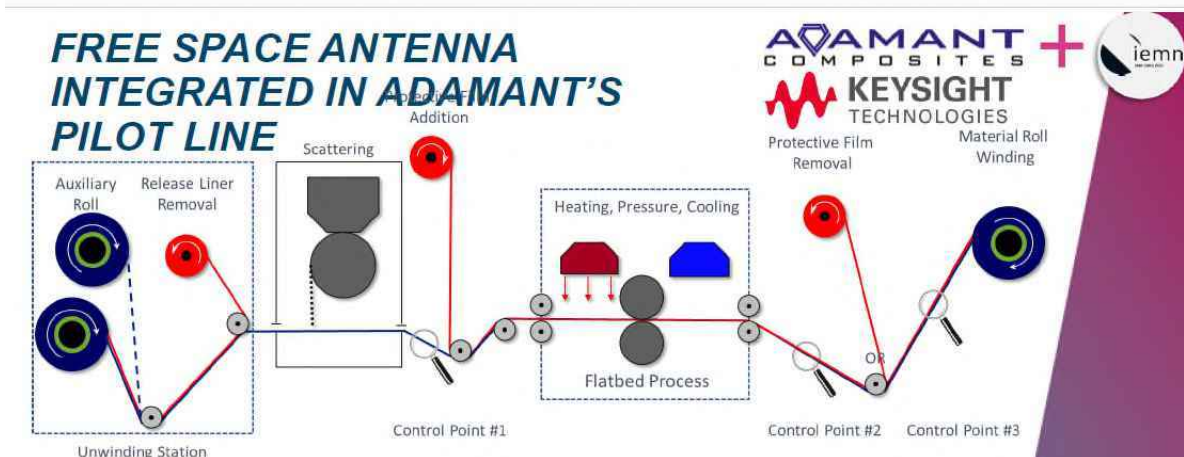 FREE SPACE ANTENNA
INTEGRATED IN ADAMANT'S
PILOT LINE
ADAMANT
COMPOSITES
KEYSIGHT
TECHNOLOGIES
iemn
Auxiliary
Roll
Release Liner
Removal
Scattering
Protective Film
Addition
Heating, Pressure, Cooling
Protective Film
Removal
Material Roll
Winding
Flatbed Process
OR
Unwinding Station
Control Point #1
Control Point #2
Control Point #3